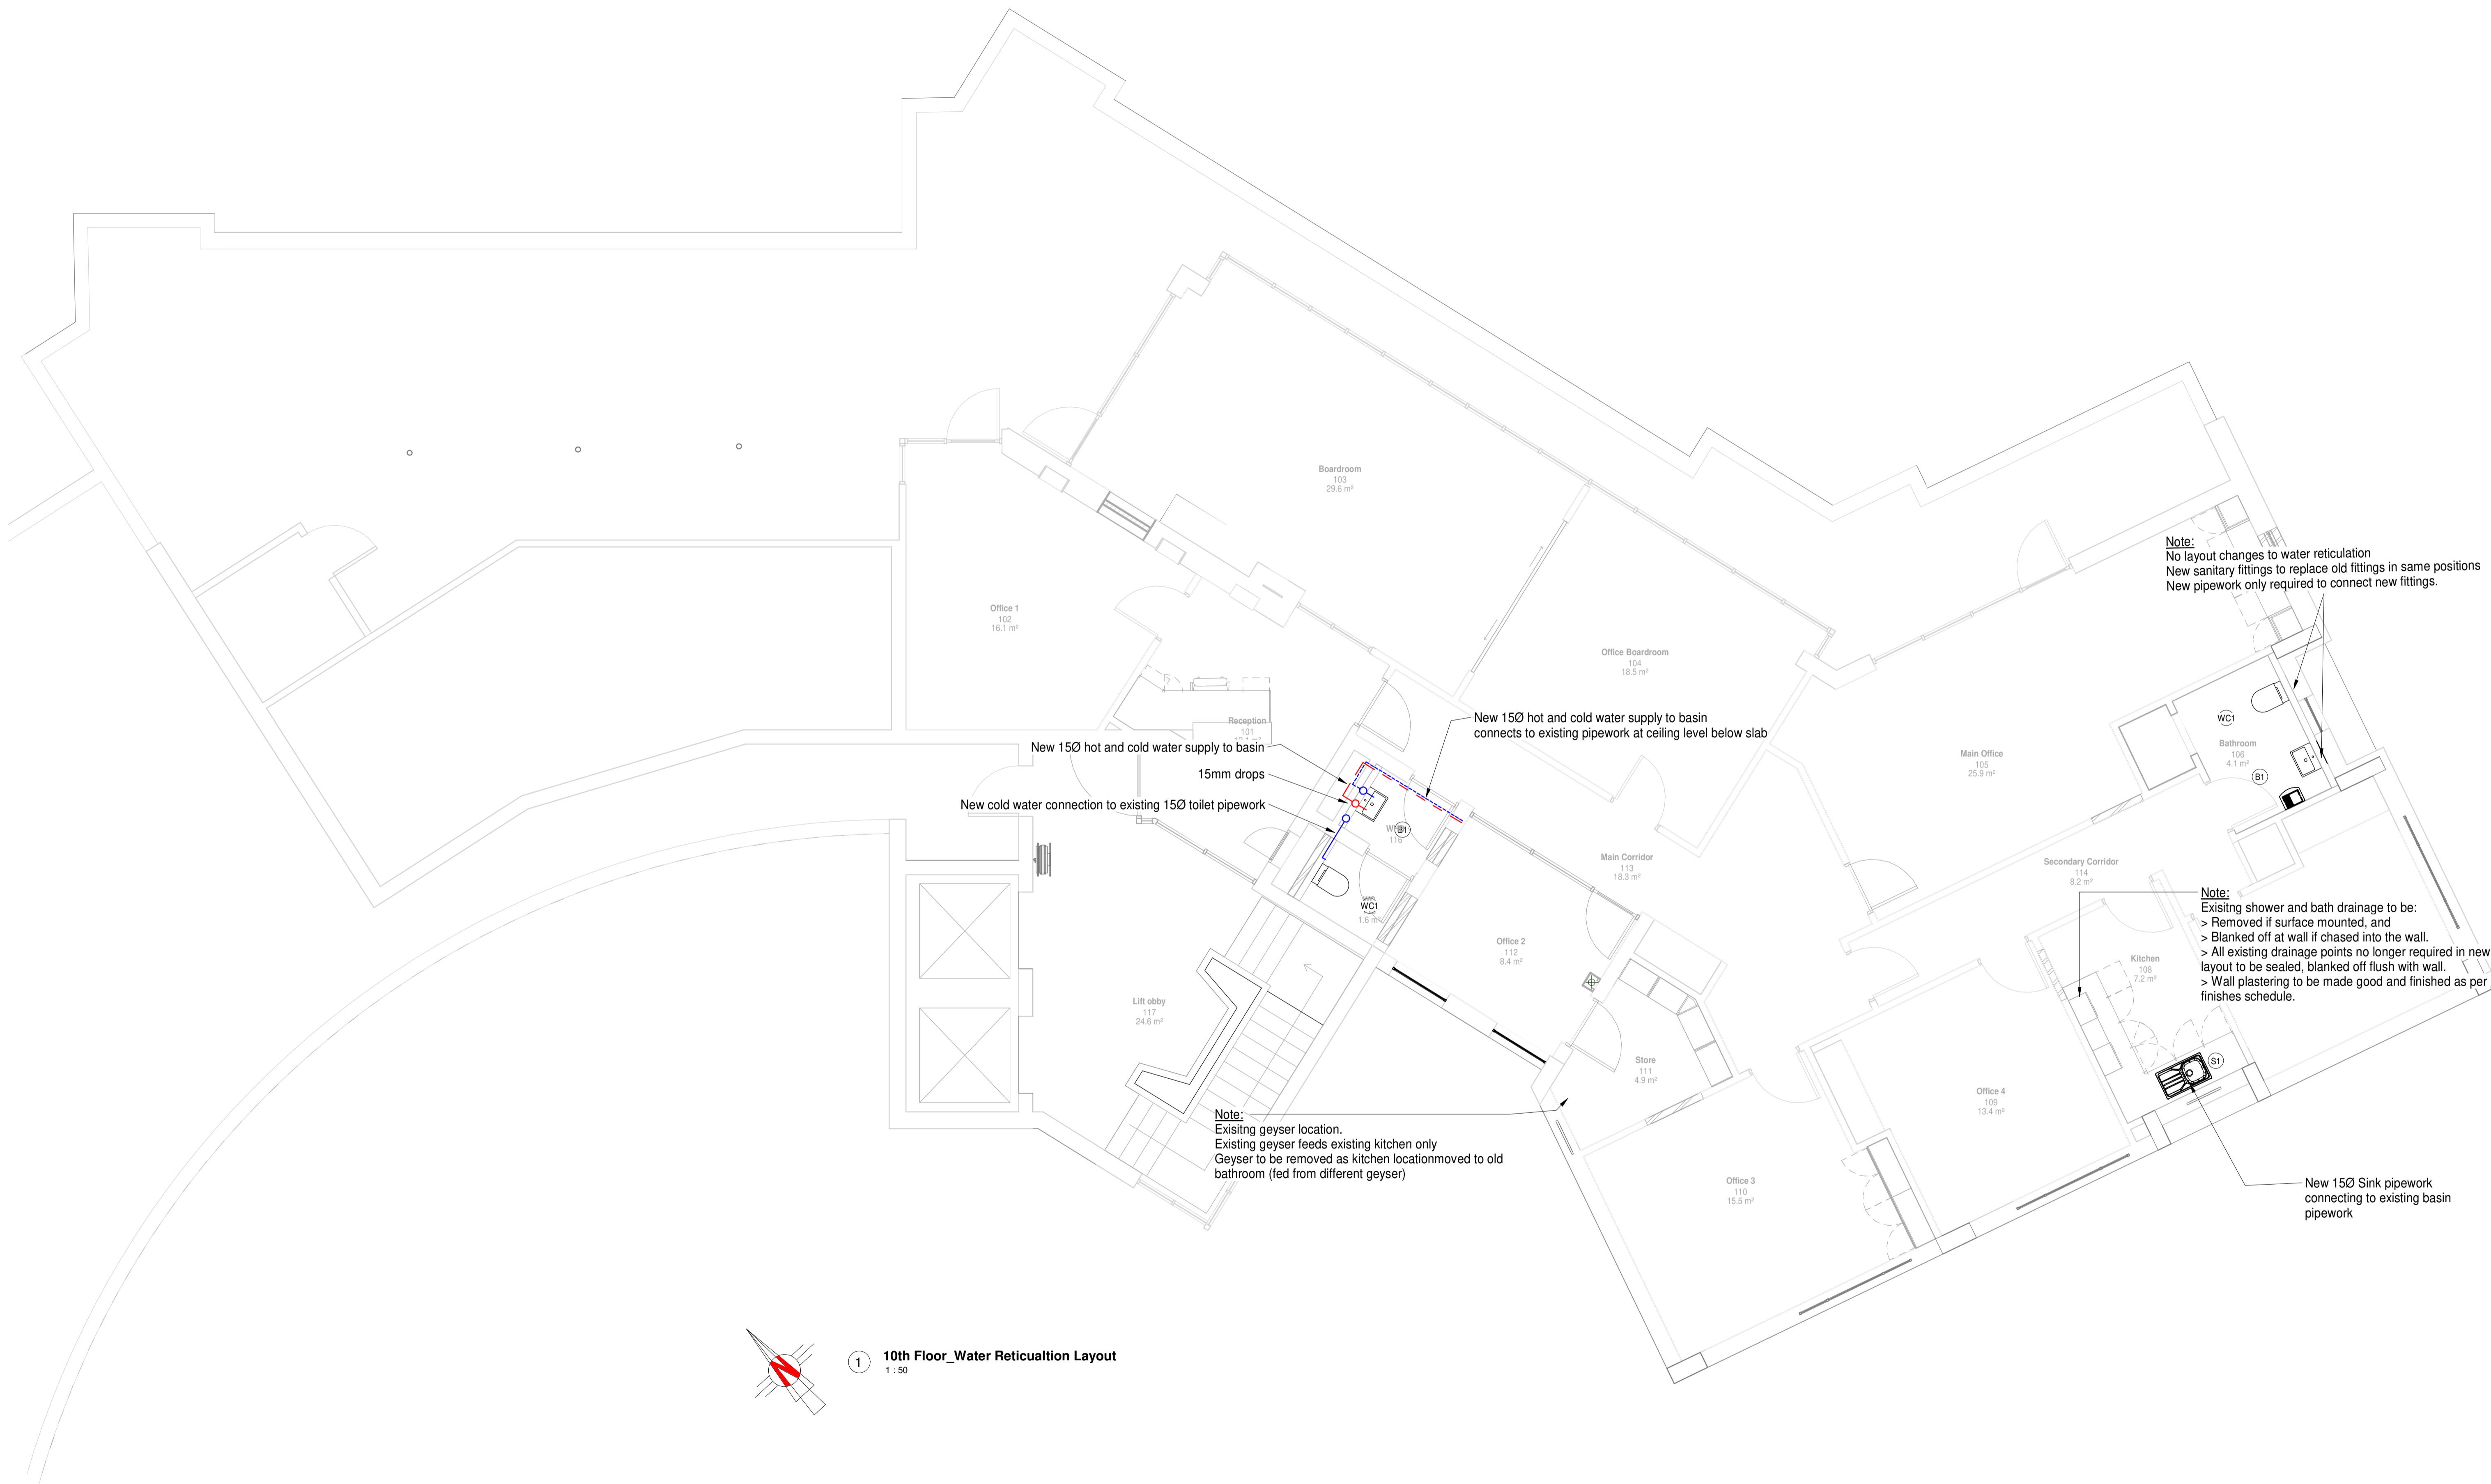 Boardroom
103
29.6 m²
Note:
No layout changes to water reticulation
New sanitary fittings to replace old fittings in same positions
New pipework only required to connect new fittings.
Office 1
102
16.1 m²
Office Boardroom
104
18.5 m²
Reception
101
New 15Ø hot and cold water supply to basin
connects to existing pipework at ceiling level below slab
WC1
Bathroom
106
4.1 m²
B1
New 15Ø hot and cold water supply to basin
15mm drops
New cold water connection to existing 15Ø toilet pipework
Main Office
105
25.9 m²
B1
116
Main Corridor
113
18.3 m²
Secondary Corridor
114
8.2 m²
WC1
1.6 m²
Note:
Exisitng shower and bath drainage to be:
> Removed if surface mounted, and
> Blanked off at wall if chased into the wall.
> All existing drainage points no longer required in new
layout to be sealed, blanked off flush with wall.
> Wall plastering to be made good and finished as per
finishes schedule.
Office 2
112
8.4 m²
Kitchen
108
7.2 m²
Lift obby
117
24.6 m²
Store
111
4.9 m²
S1
Office 4
109
13.4 m²
Note:
Exisitng geyser location.
Existing geyser feeds existing kitchen only
Geyser to be removed as kitchen locationmoved to old
bathroom (fed from different geyser)
Office 3
110
15.5 m²
New 15Ø Sink pipework
connecting to existing basin
pipework
N
1
10th Floor_Water Reticualtion Layout
1 : 50